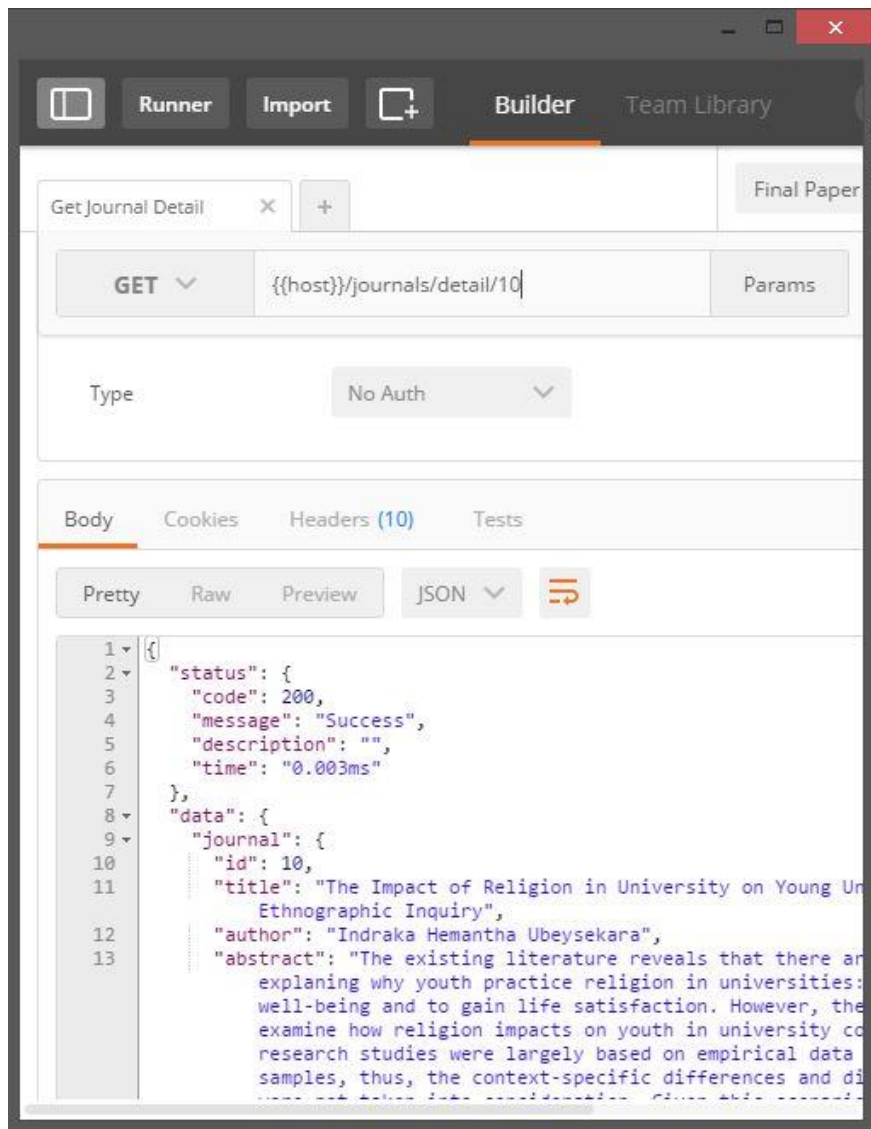 Runner Import Builder Team Library
Get Journal Detail
Final Paper
GET {{host}}/journals/detail/10 Params
Type No Auth
Body Cookies Headers (10) Tests
Pretty Raw Preview JSON
1 {
2 "status": {
3 "code": 200,
4 "message": "Success",
5 "description": "",
6 "time": "0.003ms"
7 },
8 "data": {
9 "journal": {
10 "id": 10,
11 "title": "The Impact of Religion in University on Young Un
Ethnographic Inquiry",
12 "author": "Indraka Hemantha Ubeysekara",
13 "abstract": "The existing literature reveals that there ar
explaning why youth practice religion in universities:
well-being and to gain life satisfaction. However, the
examine how religion impacts on youth in university co
research studies were largely based on empirical data
samples, thus, the context-specific differences and di